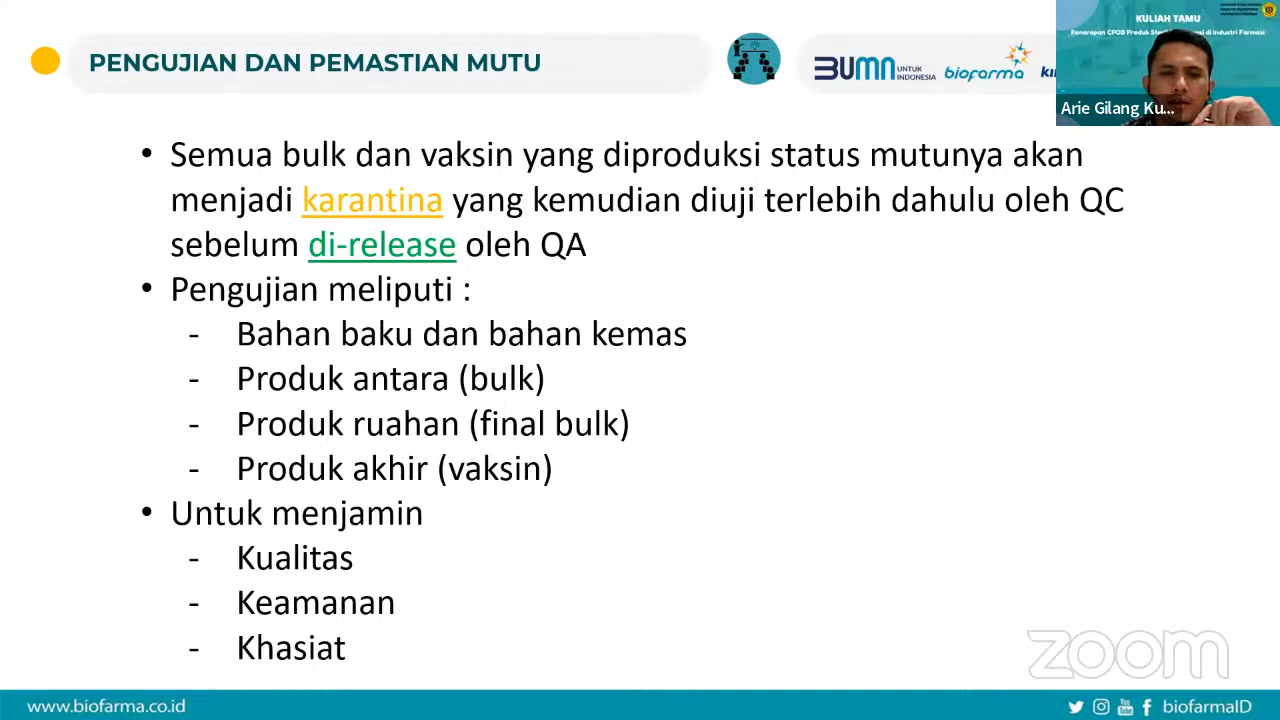 PENGUJIAN DAN PEMASTIAN MUTU
BUMN UNTUK INDONESIA
biofarma
KULIAH TAMU
Arie Gilang Ku...
• Semua bulk dan vaksin yang diproduksi status mutunya akan
menjadi karantina yang kemudian diuji terlebih dahulu oleh QC
sebelum di-release oleh QA
• Pengujian meliputi :
- Bahan baku dan bahan kemas
- Produk antara (bulk)
- Produk ruahan (final bulk)
- Produk akhir (vaksin)
• Untuk menjamin
- Kualitas
- Keamanan
- Khasiat
zoom
www.biofarma.co.id
biofarmaID